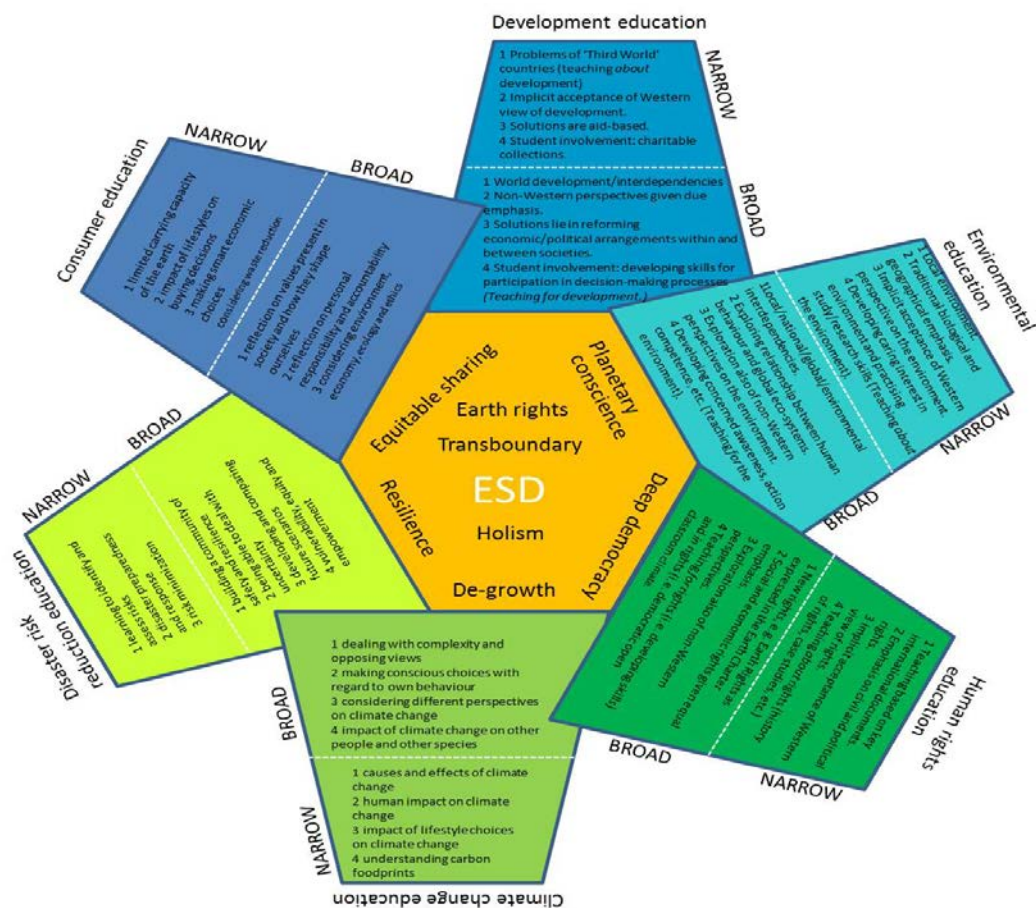 Development education
NARROW
1 Problems of 'Third World'
countries (teaching about
development)
2 Implicit acceptance of Western
view of development.
3 Solutions are aid-based.
4 Student involvement: charitable
collections
BROAD
1 World development/interdependencies
2 Non-Western perspectives given due
emphasis.
3 Solutions lie in reforming
economic/political arrangements within and
between societies.
4 Student involvement: developing skills for
participation in decision-making processes
(Teaching for development.)
Environmental
education
NARROW
1Local environment
2 Traditional biological and
geographical emphasis.
3 Implicit acceptance of Western
perspective on the environment
4 Developing caring interest in
environment and practising
study/research skills (Teaching about
the environment)
BROAD
1Local/national/global/environmental
interdependencies.
2 Exploring relationship between human
behaviour and global eco-systems.
3 Exploration also of non-Western
perspectives on the environment.
4 Developing concerned awareness, action
competence, etc. (Teaching for the
environment).
Human rights
education
NARROW
1 Teaching based on key
international documents.
2 Emphasis on civil and political
rights.
3 Implicit acceptance of Western
view of rights.
4 Teaching about rights (history
of rights, case studies, etc.)
BROAD
1 New rights, e.g. Earth Rights as
expressed in the Earth Charter
2 Social and economic rights given equal
emphasis.
3 Exploration also of non-Western
perspectives.
4 Teaching for rights (i.e. developing skills)
and in rights (i.e. democratic/open
classroom climate
Climate change education
BROAD
1 dealing with complexity and
opposing views
2 making conscious choices with
regard to own behaviour
3 considering different perspectives
on climate change
4 impact of climate change on other
people and other species
NARROW
1 causes and effects of climate
change
2 human impact on climate
change
3 impact of lifestyle choices
on climate change
4 understanding carbon
foodprints
Disaster risk
reduction education
NARROW
1 learning to identify and
assess risks
2 disaster preparedness
and response
3 risk minimization
BROAD
1 building a community of
safety and resilience
2 being able to deal with
uncertainty
3 developing and comparing
future scenarios
4 vulnerability, equity and
empowerment
Consumer education
NARROW
1 limited carrying capacity
of the earth
2 impact of lifestyles on
buying decisions
3 making smart economic
choices
considering waste reduction
BROAD
1 reflection on values present in
society and how they shape
ourselves
2 reflection on personal
responsibility and accountability
3 considering environment,
economy, ecology and ethics
Equitable sharing
Planetary
conscience
Earth rights
Transboundary
ESD
Holism
De-growth
Resilience
Deep democracy